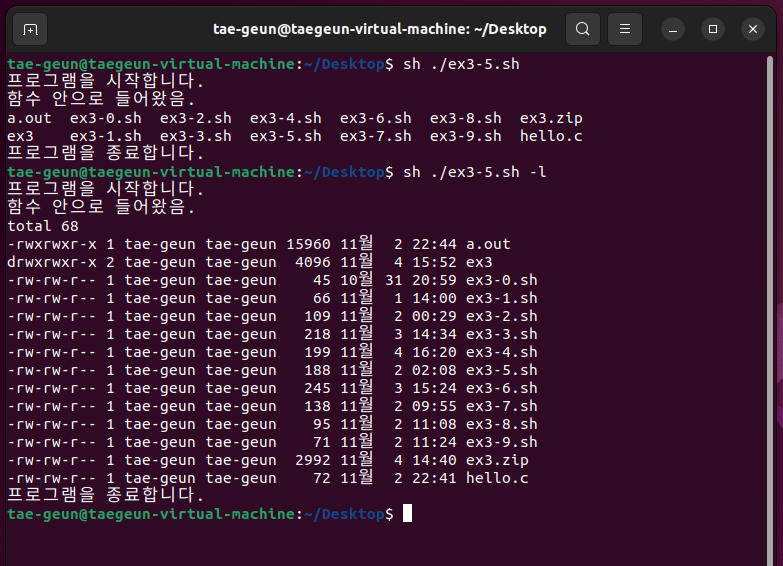 tae-geun@taegeun-virtual-machine: ~/Desktop
tae-geun@taegeun-virtual-machine:~/Desktop$ sh ./ex3-5.sh
프로그램을 시작합니다.
함수 안으로 들어왔음.
a.out  ex3-0.sh  ex3-2.sh  ex3-4.sh  ex3-6.sh  ex3-8.sh  ex3.zip
ex3    ex3-1.sh  ex3-3.sh  ex3-5.sh  ex3-7.sh  ex3-9.sh  hello.c
프로그램을 종료합니다.
tae-geun@taegeun-virtual-machine:~/Desktop$ sh ./ex3-5.sh -l
프로그램을 시작합니다.
함수 안으로 들어왔음.
total 68
-rwxrwxr-x 1 tae-geun tae-geun 15960 11월  2 22:44 a.out
drwxrwxr-x 2 tae-geun tae-geun  4096 11월  4 15:52 ex3
-rw-rw-r-- 1 tae-geun tae-geun    45 10월 31 20:59 ex3-0.sh
-rw-rw-r-- 1 tae-geun tae-geun    66 11월  1 14:00 ex3-1.sh
-rw-rw-r-- 1 tae-geun tae-geun   109 11월  2 00:29 ex3-2.sh
-rw-rw-r-- 1 tae-geun tae-geun   218 11월  3 14:34 ex3-3.sh
-rw-rw-r-- 1 tae-geun tae-geun   199 11월  4 16:20 ex3-4.sh
-rw-rw-r-- 1 tae-geun tae-geun   188 11월  2 02:08 ex3-5.sh
-rw-rw-r-- 1 tae-geun tae-geun   245 11월  3 15:24 ex3-6.sh
-rw-rw-r-- 1 tae-geun tae-geun   138 11월  2 09:55 ex3-7.sh
-rw-rw-r-- 1 tae-geun tae-geun    95 11월  2 11:08 ex3-8.sh
-rw-rw-r-- 1 tae-geun tae-geun    71 11월  2 11:24 ex3-9.sh
-rw-rw-r-- 1 tae-geun tae-geun  2992 11월  4 14:40 ex3.zip
-rw-rw-r-- 1 tae-geun tae-geun    72 11월  2 22:41 hello.c
프로그램을 종료합니다.
tae-geun@taegeun-virtual-machine:~/Desktop$